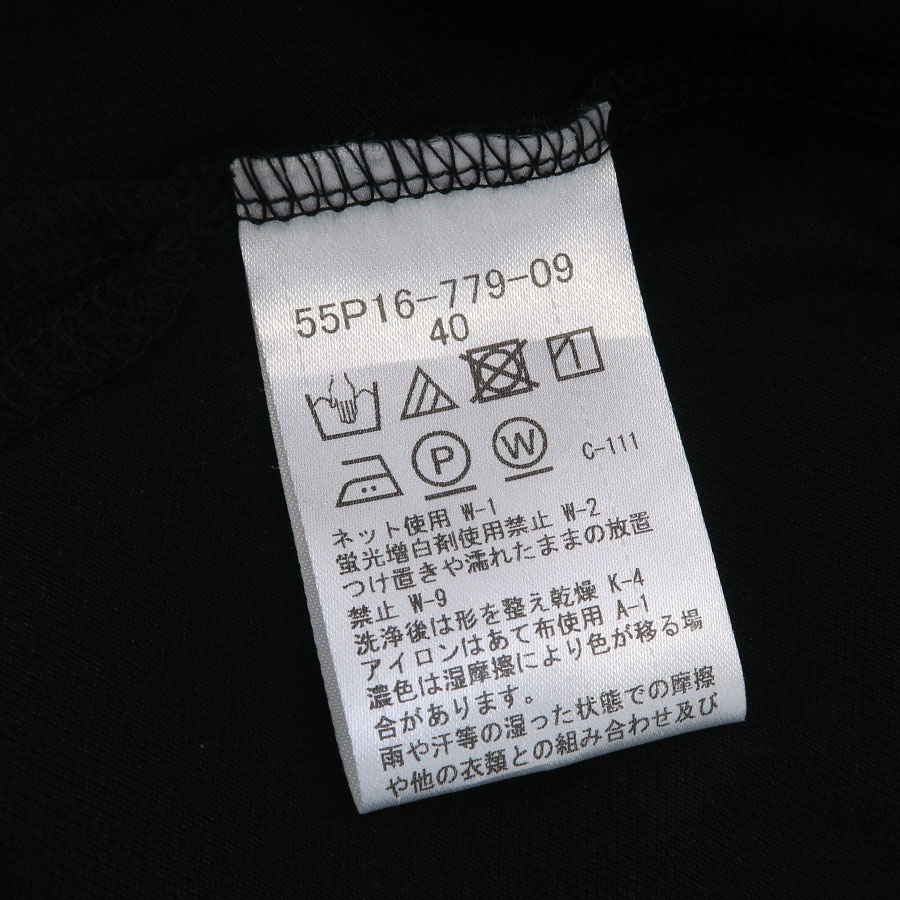 55P16-779-09
40
P W C-111
ネット使用 W-1
蛍光増白剤使用禁止 W-2
つけ置きや濡れたままの放置
禁止 W-9
洗浄後は形を整え乾燥 K-4
アイロンはあて布使用 A-1
濃色は湿摩擦により色が移る場
合があります。
雨や汗等の湿った状態での摩擦
や他の衣類との組み合わせ及び